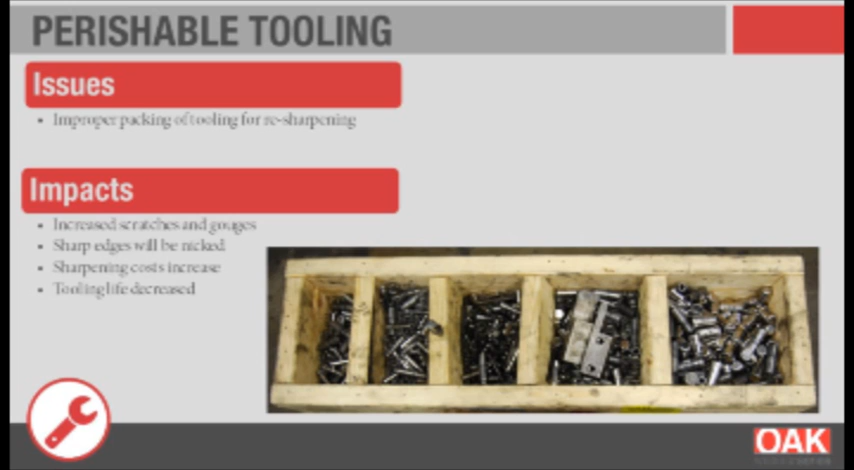 PERISHABLE TOOLING
Issues
• Improper packing of tooling for re-sharpening
Impacts
• Increased scratches and gouges
• Sharp edges will be nicked
• Sharpening costs increase
• Tooling life decreased
OAK